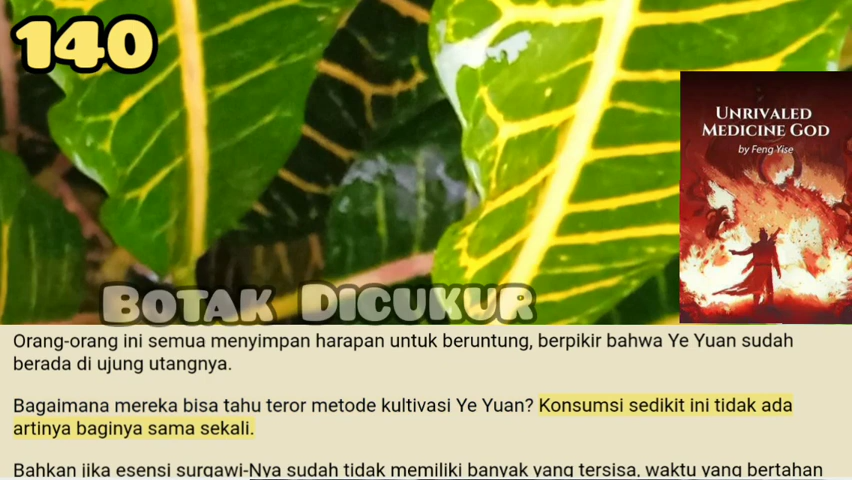 140
UNRIVALED
MEDICINE GOD
by Feng Yise
BOTAK DICUKUR
Orang-orang ini semua menyimpan harapan untuk beruntung, berpikir bahwa Ye Yuan sudah
berada di ujung utangnya.
Bagaimana mereka bisa tahu teror metode kultivasi Ye Yuan? Konsumsi sedikit ini tidak ada
artinya baginya sama sekali.
Bahkan jika esensi surgawi-Nya sudah tidak memiliki banyak yang tersisa, waktu yang bertahan